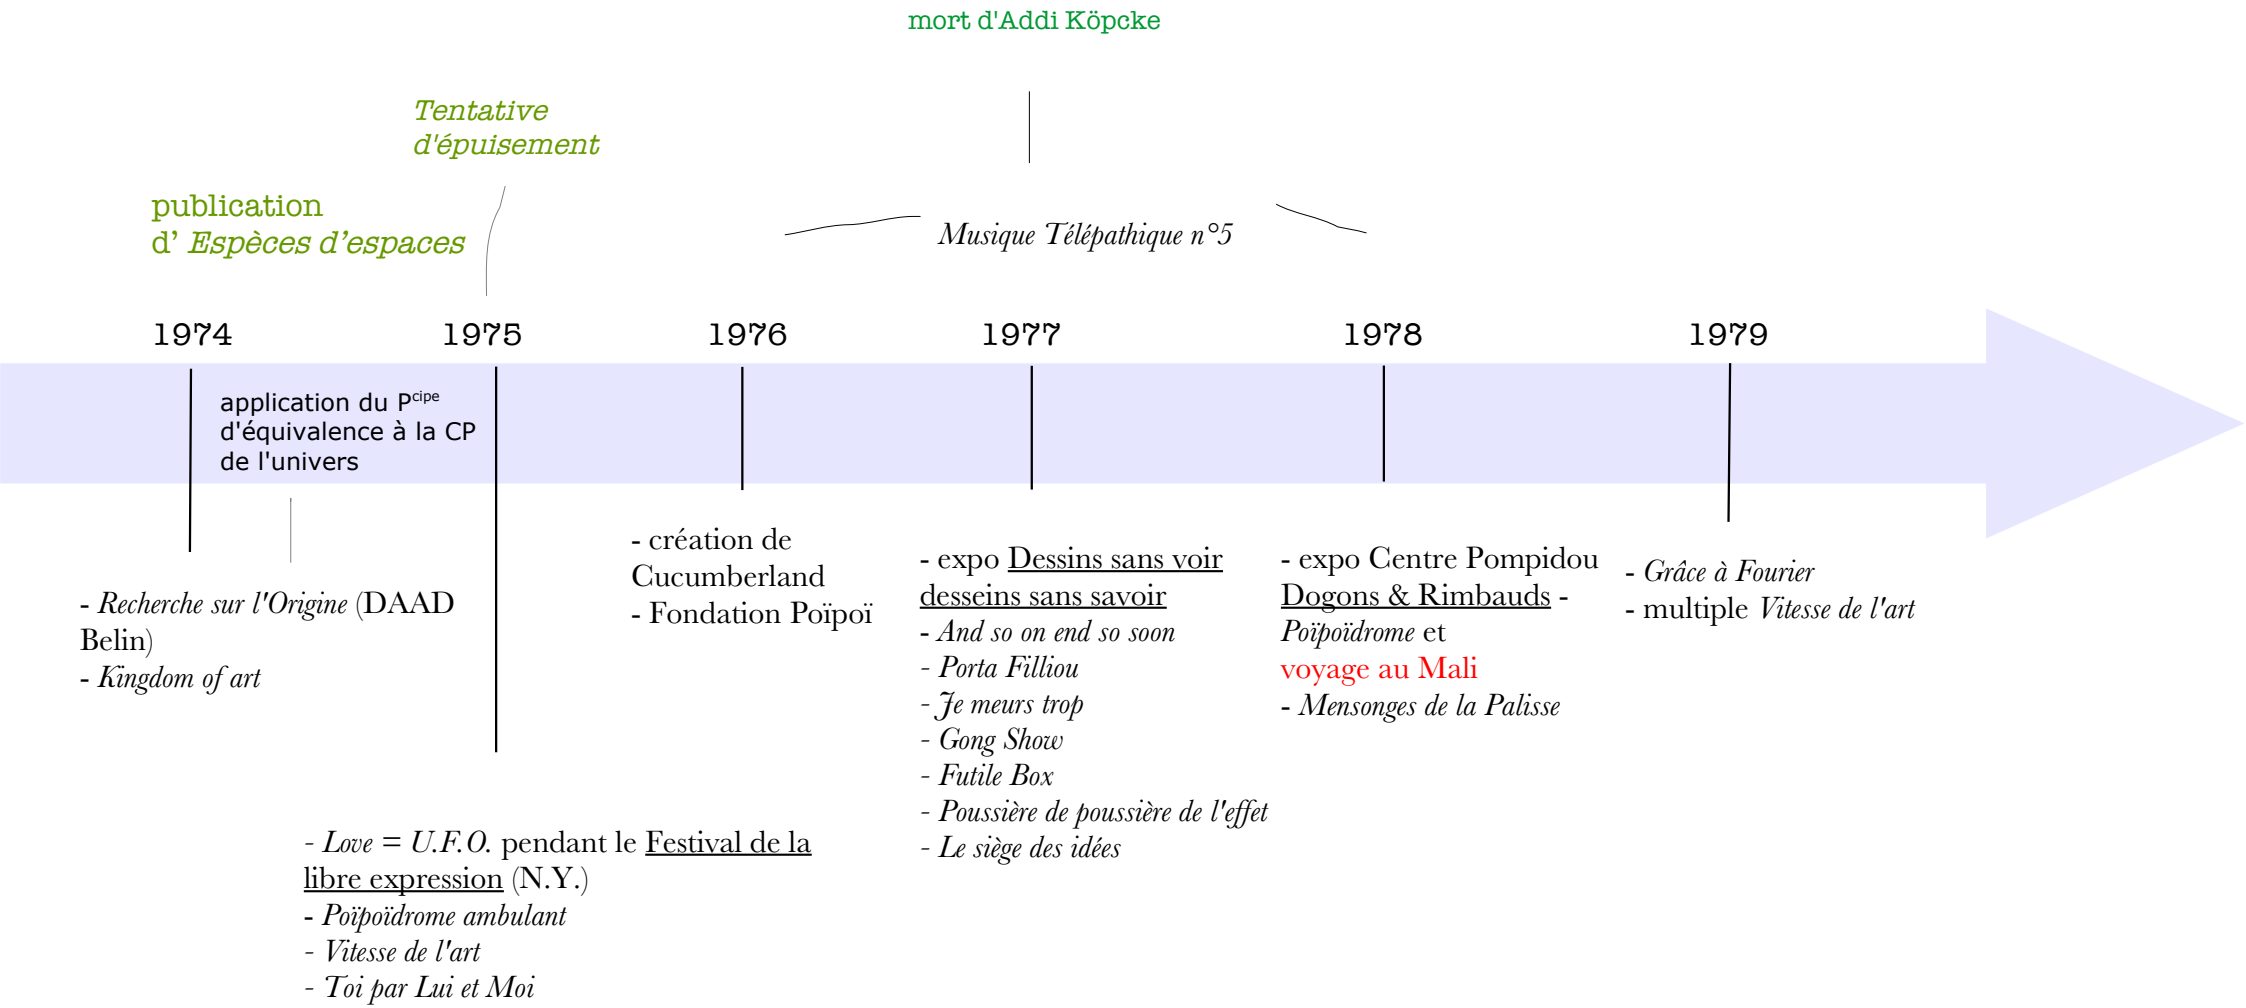 mort d'Addi Köpcke
Tentative
d'épuisement
publication
d’ Espèces d’espaces
Musique Télépathique n°5
1974
1975
1976
1977
1978
1979
application du Pcipe
d'équivalence à la CP
de l'univers
- Recherche sur l'Origine (DAAD
Belin)
- Kingdom of art
- Love = U.F.O. pendant le Festival de la
libre expression (N.Y.)
- Poïpoïdrome ambulant
- Vitesse de l'art
- Toi par Lui et Moi
- création de
Cucumberland
- Fondation Poïpoï
- expo Dessins sans voir
desseins sans savoir
- And so on end so soon
- Porta Filliou
- Je meurs trop
- Gong Show
- Futile Box
- Poussière de poussière de l'effet
- Le siège des idées
- expo Centre Pompidou
Dogons & Rimbauds -
Poïpoïdrome et
voyage au Mali
- Mensonges de la Palisse
- Grâce à Fourier
- multiple Vitesse de l'art